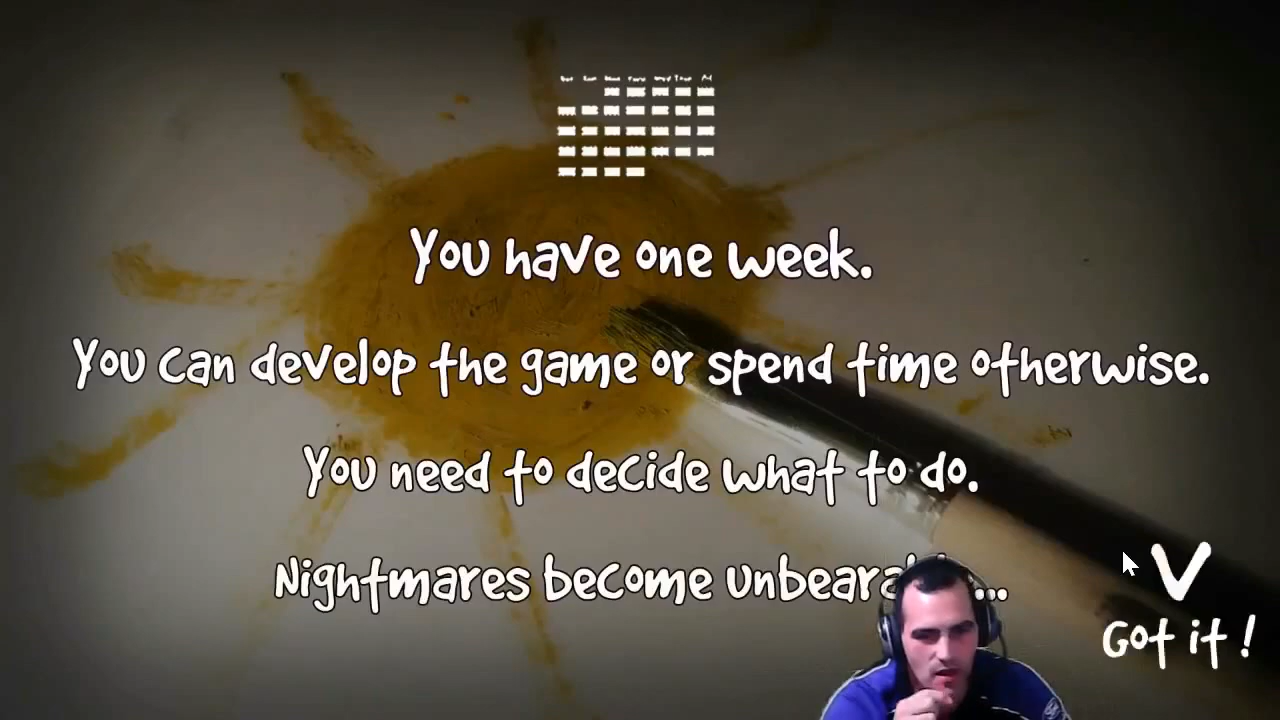 You have one week.
You can develop the game or spend time otherwise.
You need to decide what to do.
Nightmares become
V
Got it!